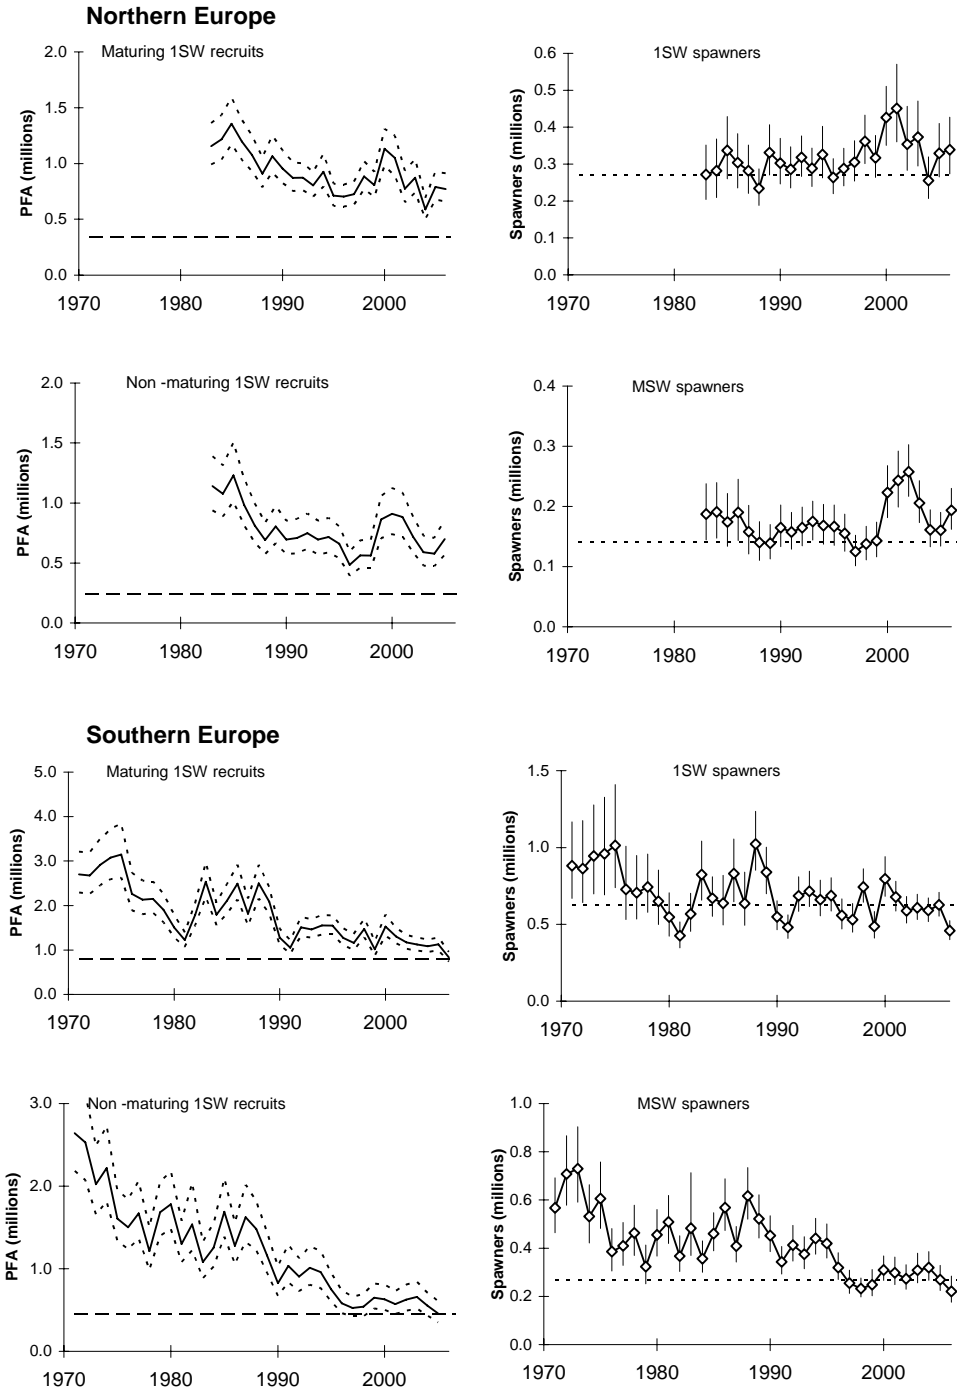 Northern Europe
Maturing 1SW recruits
PFA (millions)
2.0
1.5
1.0
0.5
0.0
1970 1980 1990 2000
1SW spawners
Spawners (millions)
0.6
0.5
0.4
0.3
0.2
0.1
0.0
1970 1980 1990 2000
Non -maturing 1SW recruits
PFA (millions)
2.0
1.5
1.0
0.5
0.0
1970 1980 1990 2000
MSW spawners
Spawners (millions)
0.4
0.3
0.2
0.1
0.0
1970 1980 1990 2000
Southern Europe
Maturing 1SW recruits
PFA (millions)
5.0
4.0
3.0
2.0
1.0
0.0
1970 1980 1990 2000
1SW spawners
Spawners (millions)
1.5
1.0
0.5
0.0
1970 1980 1990 2000
Non -maturing 1SW recruits
PFA (millions)
3.0
2.0
1.0
0.0
1970 1980 1990 2000
MSW spawners
Spawners (millions)
1.0
0.8
0.6
0.4
0.2
0.0
1970 1980 1990 2000